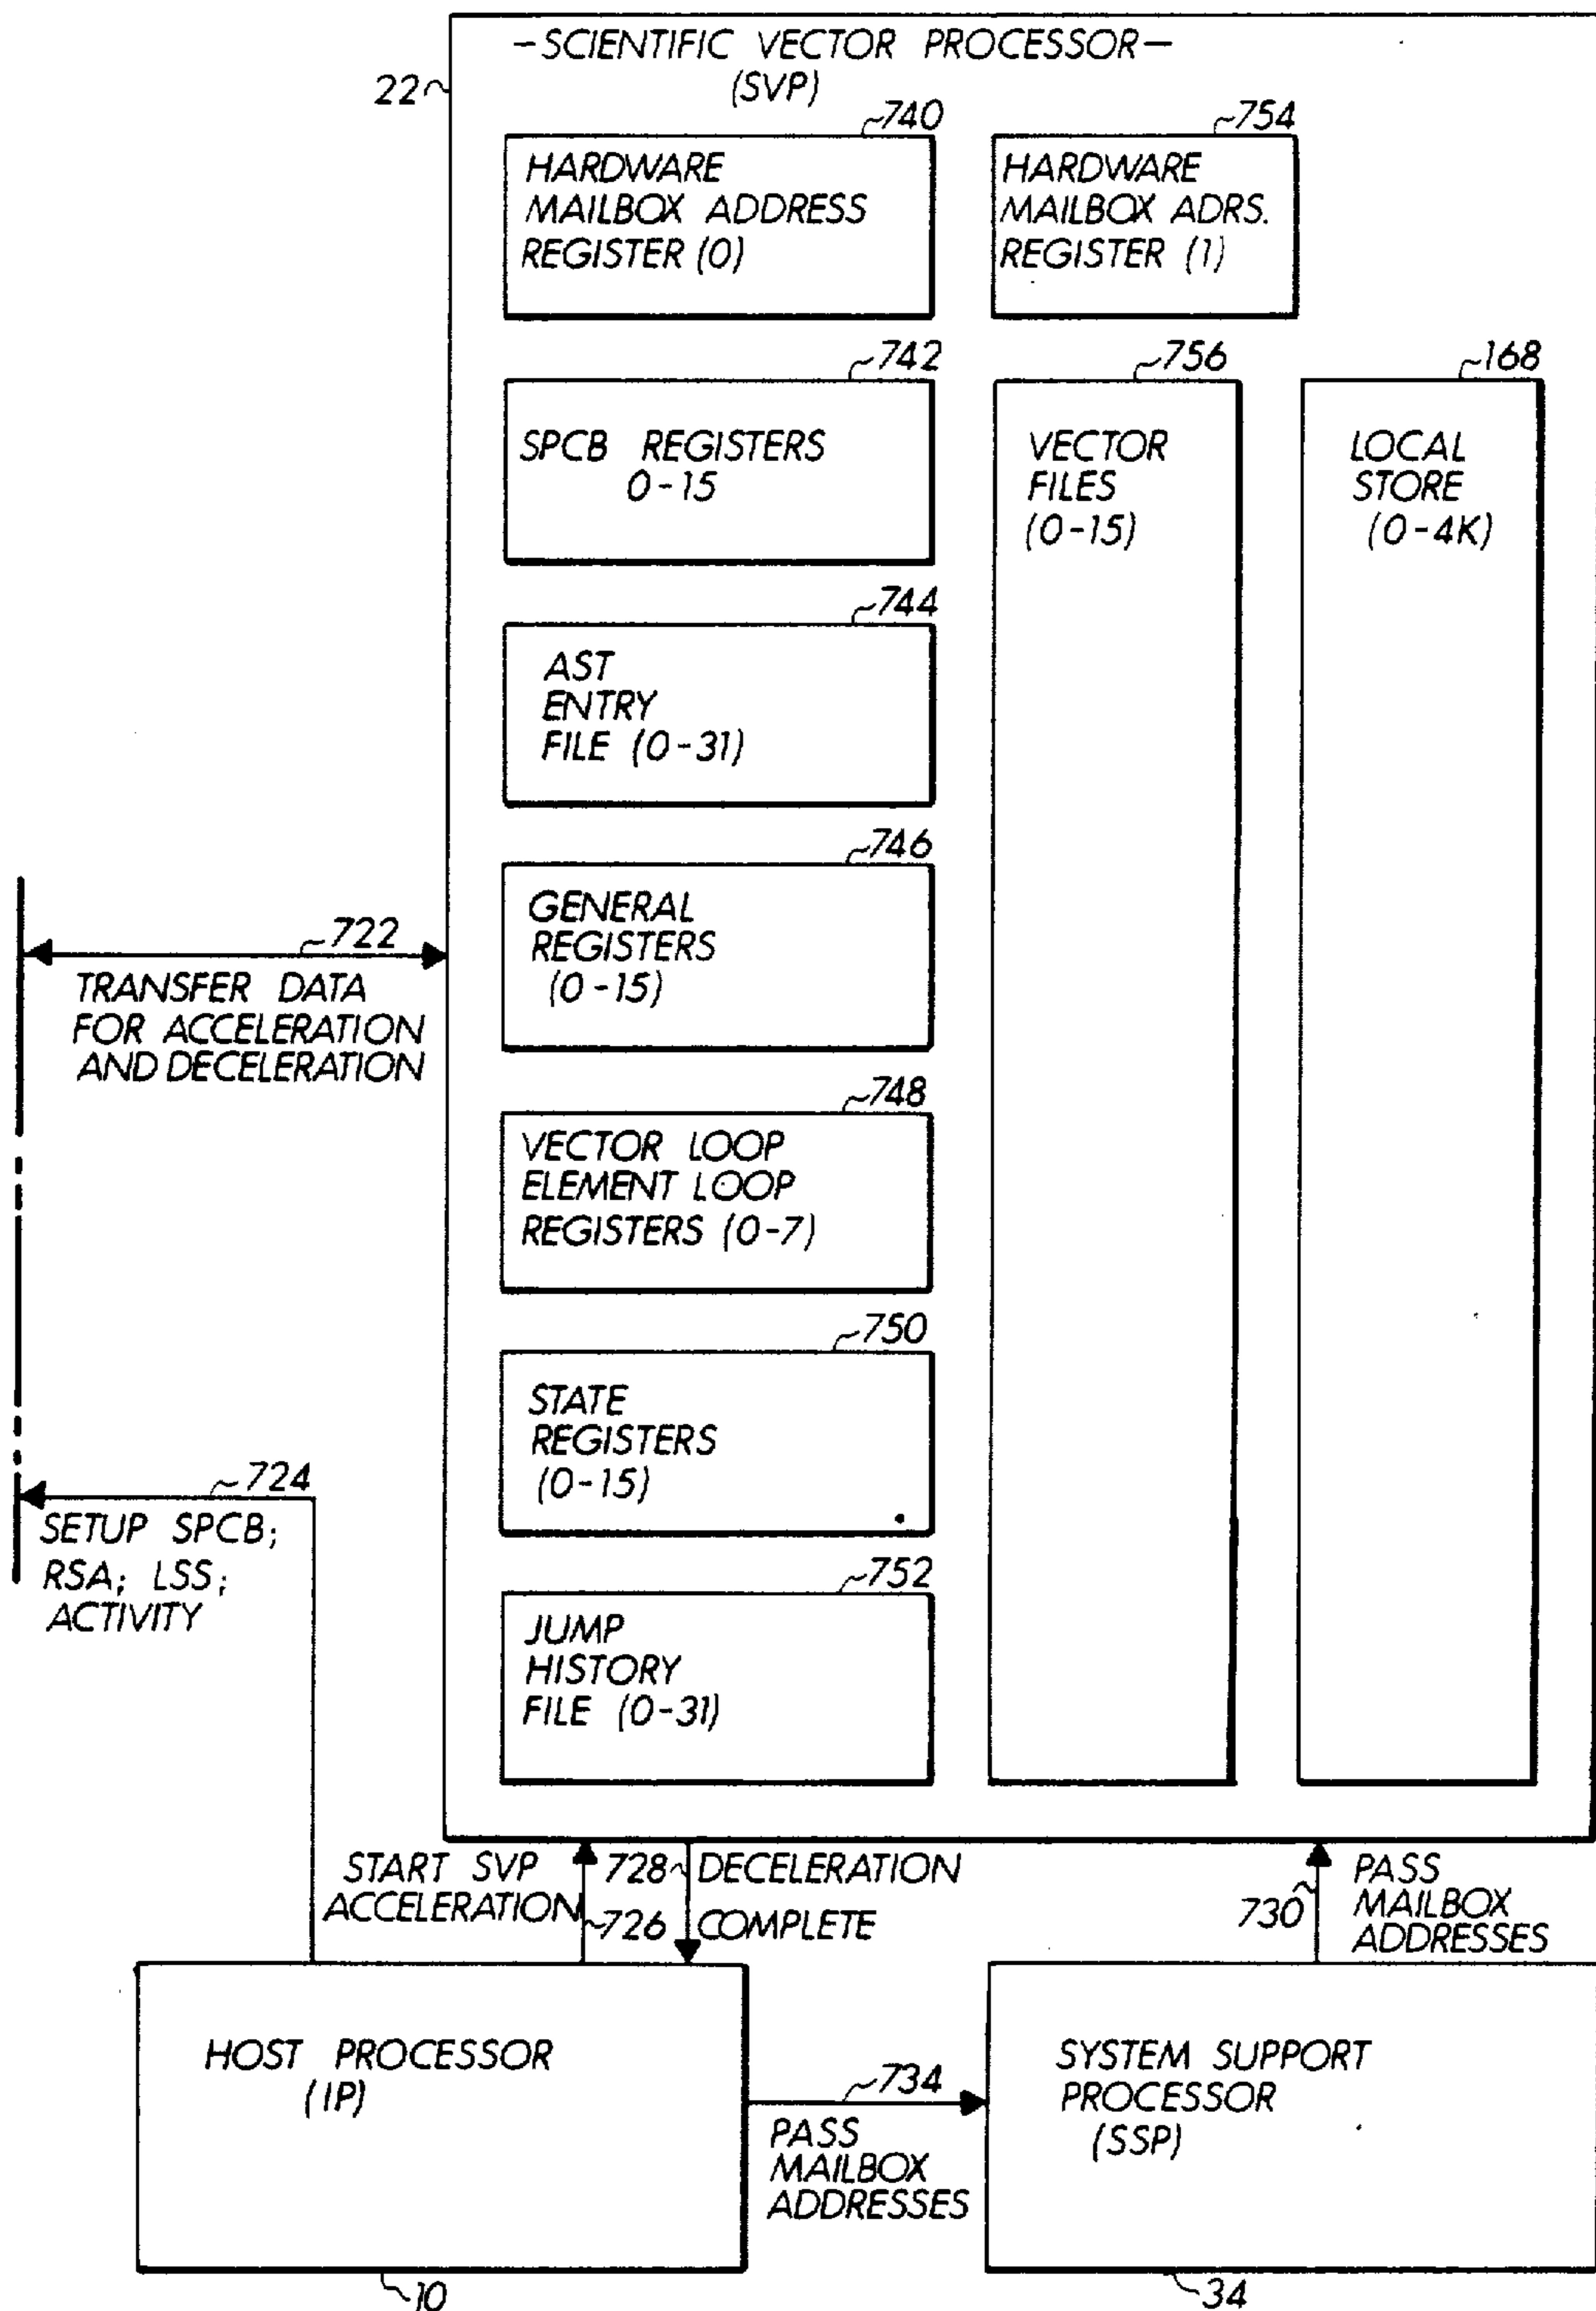 -SCIENTIFIC VECTOR PROCESSOR-
(SVP)
22
740
HARDWARE
MAILBOX ADDRESS
REGISTER (0)
754
HARDWARE
MAILBOX ADRS.
REGISTER (1)
742
SPCB REGISTERS
0-15
756
VECTOR
FILES
(0-15)
168
LOCAL
STORE
(0-4K)
744
AST
ENTRY
FILE (0-31)
746
GENERAL
REGISTERS
(0-15)
722
TRANSFER DATA
FOR ACCELERATION
AND DECELERATION
748
VECTOR LOOP
ELEMENT LOOP
REGISTERS (0-7)
750
STATE
REGISTERS
(0-15)
724
SETUP SPCB;
RSA; LSS;
ACTIVITY
752
JUMP
HISTORY
FILE (0-31)
START SVP
ACCELERATION
726
728
DECELERATION
COMPLETE
730
PASS
MAILBOX
ADDRESSES
HOST PROCESSOR
(IP)
10
734
PASS
MAILBOX
ADDRESSES
SYSTEM SUPPORT
PROCESSOR
(SSP)
34